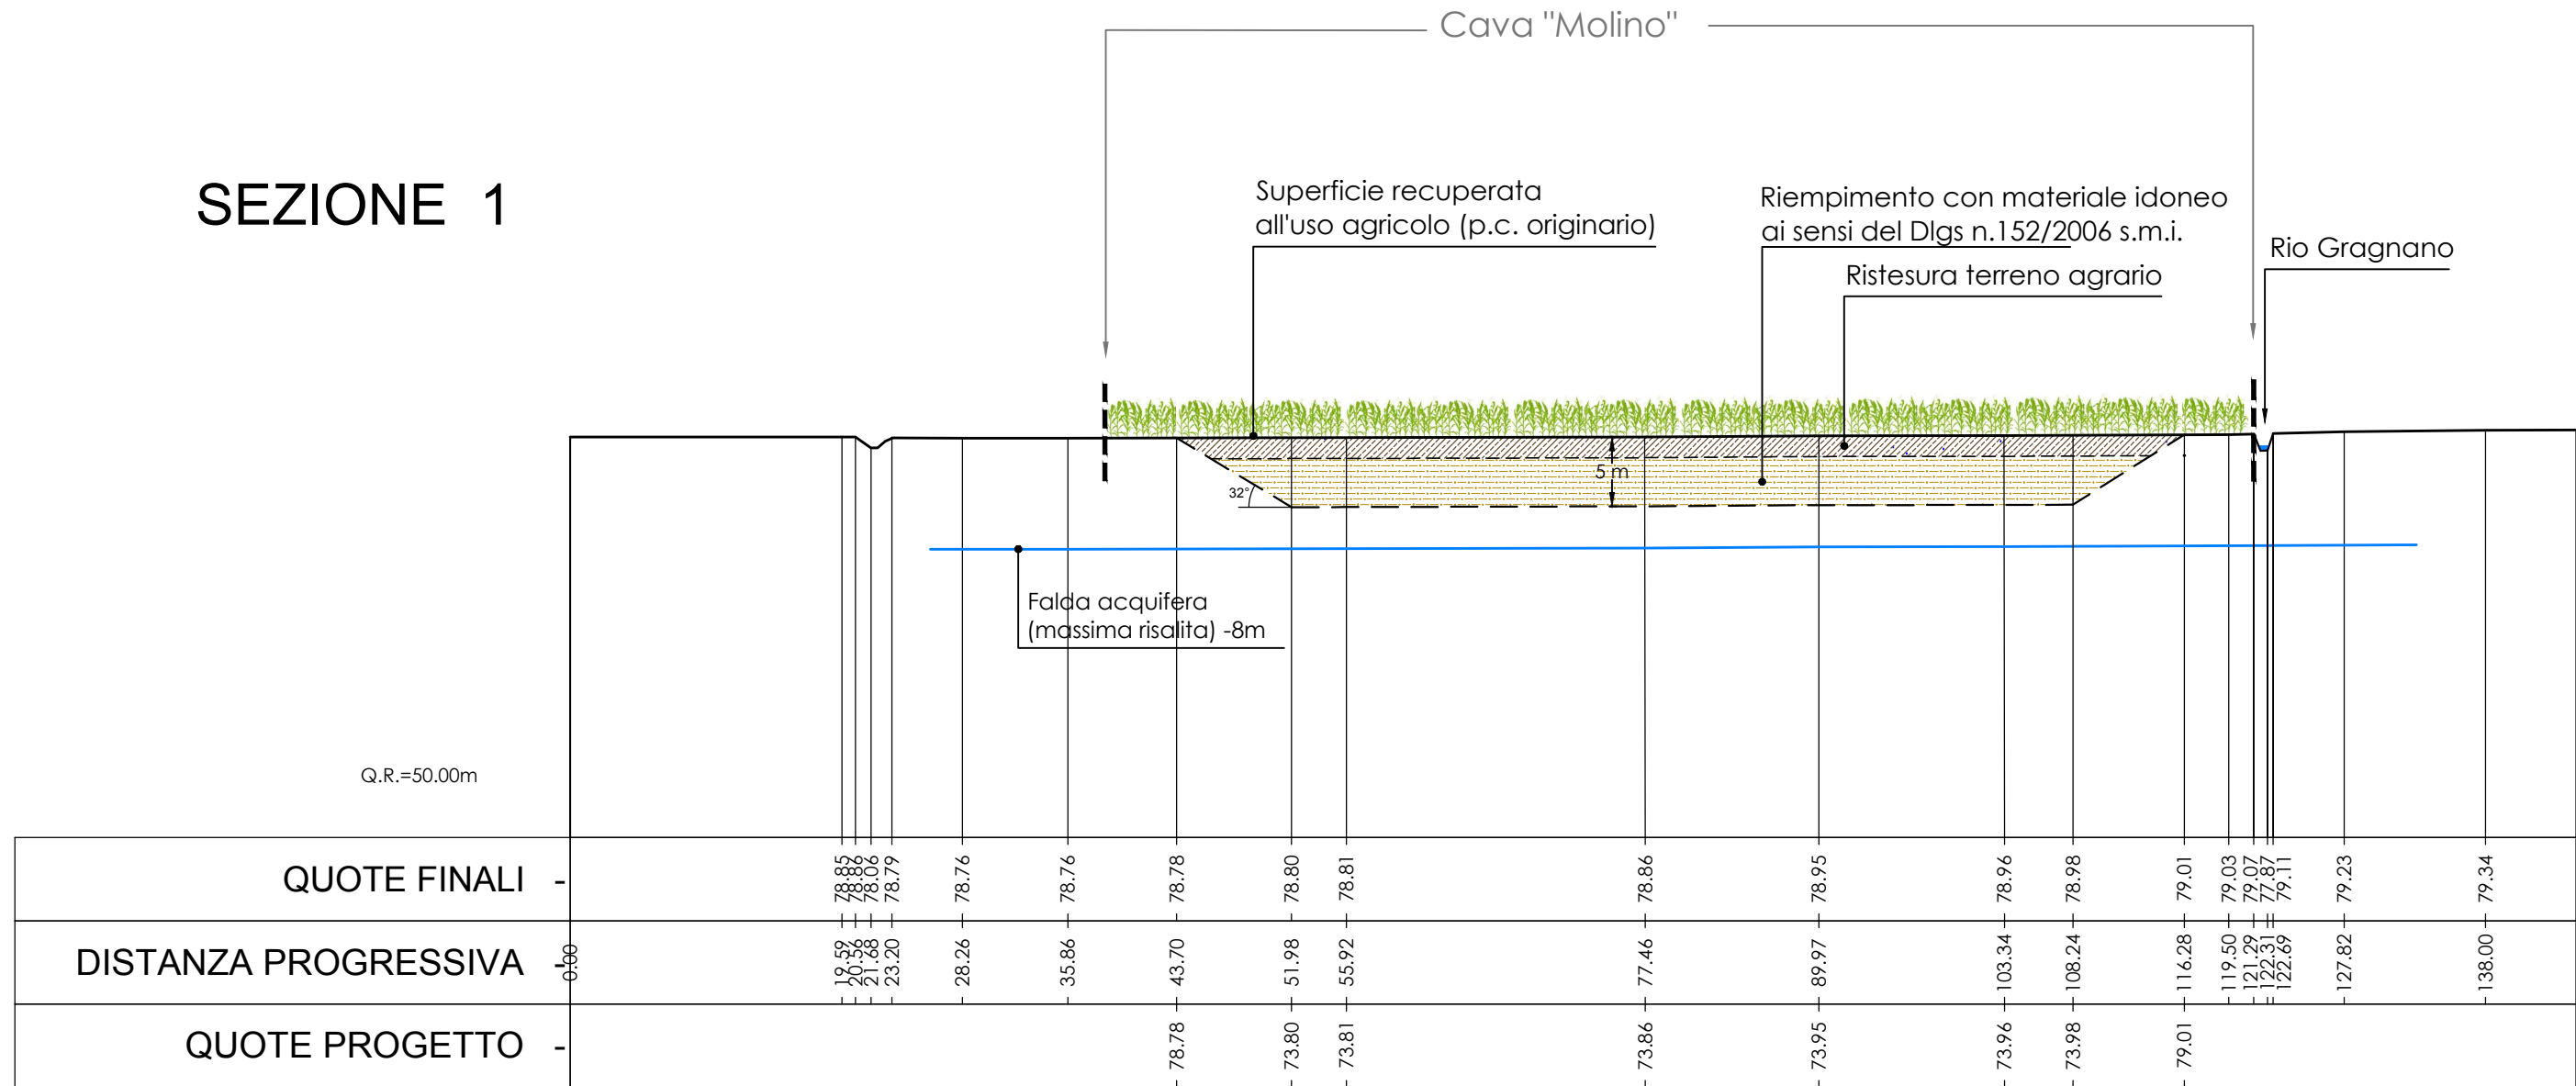 Cava "Molino"
SEZIONE 1
Superficie recuperata
all'uso agricolo (p.c. originario)
Riempimento con materiale idoneo
ai sensi del Dlgs n.152/2006 s.m.i.
Ristesura terreno agrario
Rio Gragnano
5 m
32°
Falda acquifera
(massima risalita) -8m
Q.R.=50.00m
QUOTE FINALI - 78.85 78.86 78.06 78.79 78.76 78.76 78.78 78.80 78.81 78.86 78.95 78.96 78.98 79.01 79.03 79.07 77.87 79.11 79.23 79.34
DISTANZA PROGRESSIVA - 0.00 19.59 20.56 21.68 23.20 28.26 35.86 43.70 51.98 55.92 77.46 89.97 103.34 108.24 116.28 119.50 121.29 122.31 122.69 127.82 138.00
QUOTE PROGETTO - 78.78 73.80 73.81 73.86 73.95 73.96 73.98 79.01